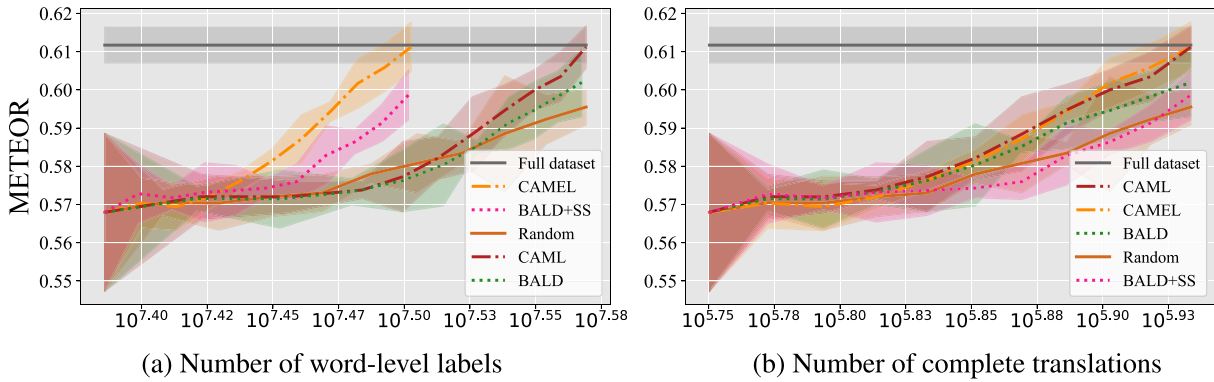 METEOR
0.62
0.61
0.60
0.59
0.58
0.57
0.56
0.55
Full dataset
CAMEL
BALD+SS
Random
CAML
BALD
10^7.40 10^7.42 10^7.45 10^7.47 10^7.50 10^7.53 10^7.55 10^7.58
(a) Number of word-level labels
0.62
0.61
0.60
0.59
0.58
0.57
0.56
0.55
Full dataset
CAML
CAMEL
BALD
Random
BALD+SS
10^5.75 10^5.78 10^5.80 10^5.83 10^5.85 10^5.88 10^5.90 10^5.93
(b) Number of complete translations